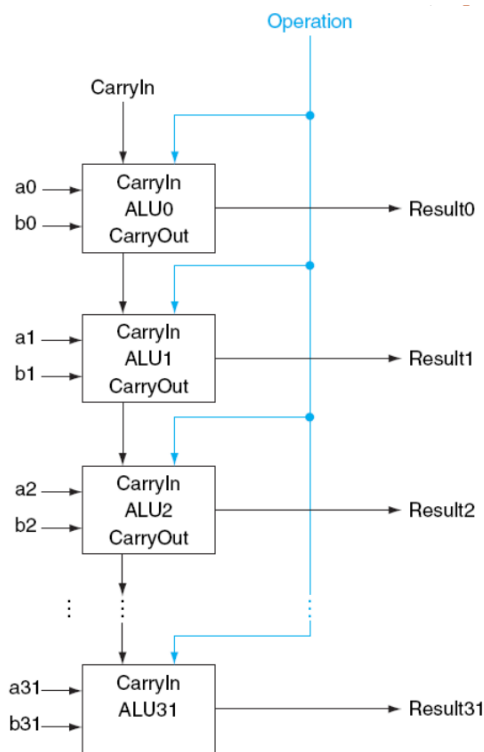 Operation
CarryIn
a0
b0
CarryIn
ALU0
CarryOut
Result0
a1
b1
CarryIn
ALU1
CarryOut
Result1
a2
b2
CarryIn
ALU2
CarryOut
Result2
a31
b31
CarryIn
ALU31
Result31